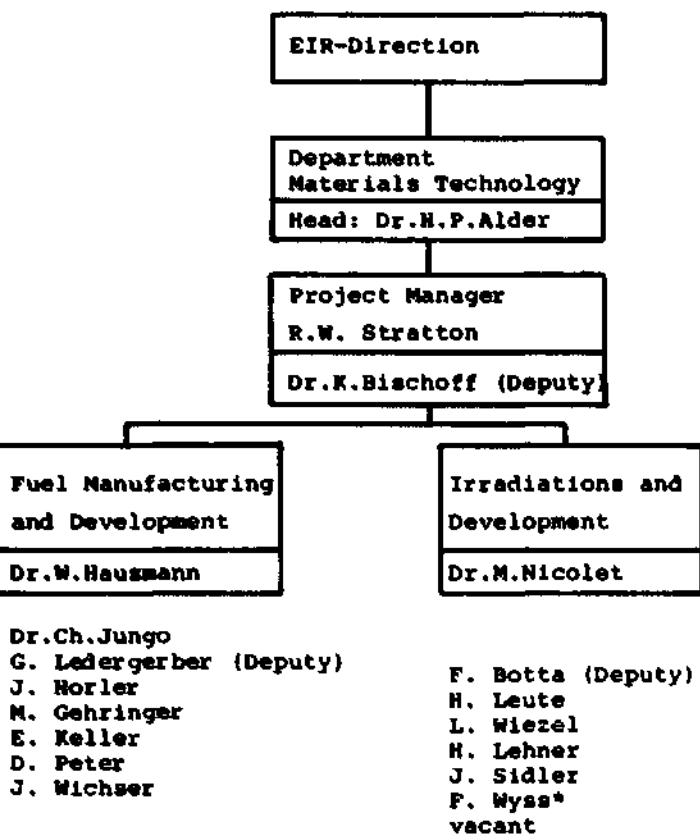 EIR-Direction
Department
Materials Technology
Head: Dr.H.P.Alder
Project Manager
R.W. Stratton
Dr.K.Bischoff (Deputy)
Fuel Manufacturing
and Development
Dr.W.Hausmann
Dr.Ch.Jungo
G. Ledergerber (Deputy)
J. Horler
M. Gehringer
E. Keller
D. Peter
J. Wichser
Irradiations and
Development
Dr.M.Nicolet
F. Botta (Deputy)
H. Leute
L. Wiezel
H. Lehner
J. Sidler
F. Wyss*
vacant